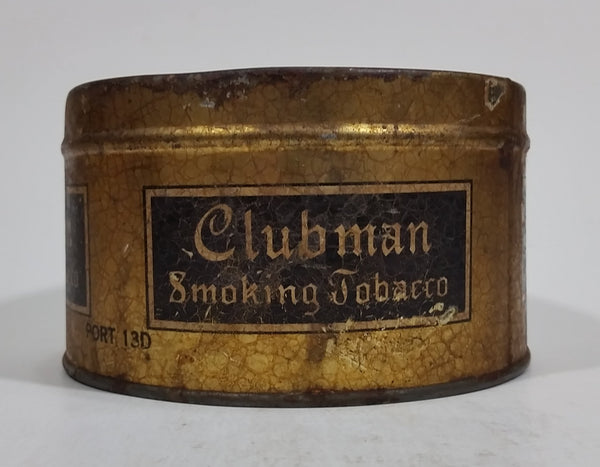 Clubman
Smoking Tobacco
PORT 13D